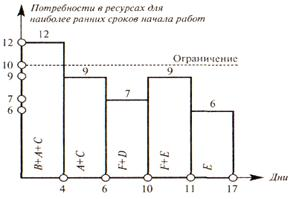 Потребности в ресурсах для
наиболее ранних сроков начала работ
12
12
10
Ограничение
9
9
9
7
7
6
6
B+A+C
A+C
F+D
F+E
E
Дни
4
6
10
11
17